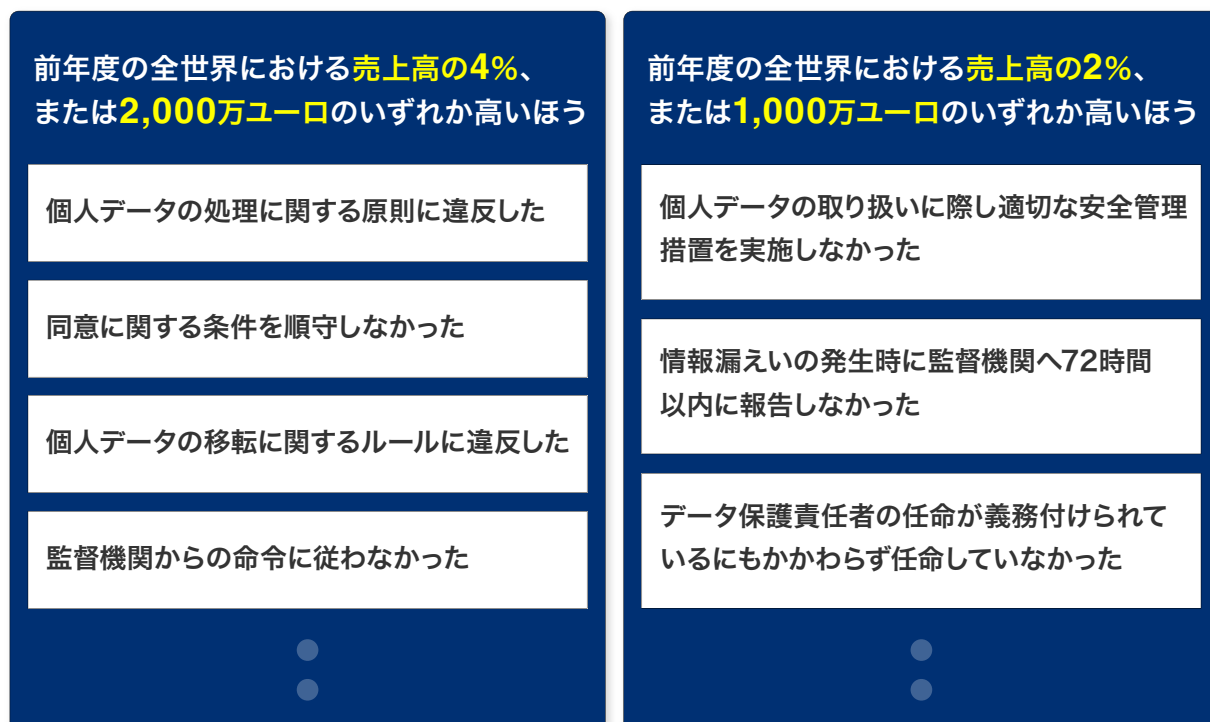 前年度の全世界における売上高の4%、
または2,000万ユーロのいずれか高いほう
個人データの処理に関する原則に違反した
同意に関する条件を順守しなかった
個人データの移転に関するルールに違反した
監督機関からの命令に従わなかった
前年度の全世界における売上高の2%、
または1,000万ユーロのいずれか高いほう
個人データの取り扱いに際し適切な安全管理
措置を実施しなかった
情報漏えいの発生時に監督機関へ72時間
以内に報告しなかった
データ保護責任者の任命が義務付けられて
いるにもかかわらず任命していなかった